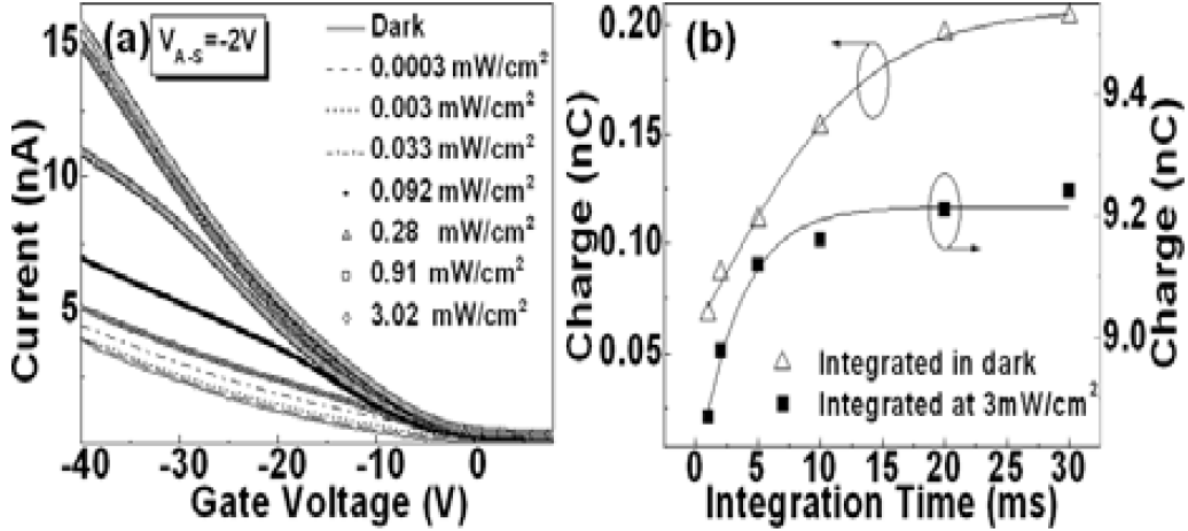 (a)
V_A-S=-2V
Dark
0.0003 mW/cm²
0.003 mW/cm²
0.033 mW/cm²
0.092 mW/cm²
0.28 mW/cm²
0.91 mW/cm²
3.02 mW/cm²
15
10
5
Current (nA)
-40 -30 -20 -10 0
Gate Voltage (V)
(b)
0.20
0.15
0.10
0.05
Charge (nC)
9.4
9.2
9.0
Charge (nC)
Integrated in dark
Integrated at 3mW/cm²
0 5 10 15 20 25 30
Integration Time (ms)